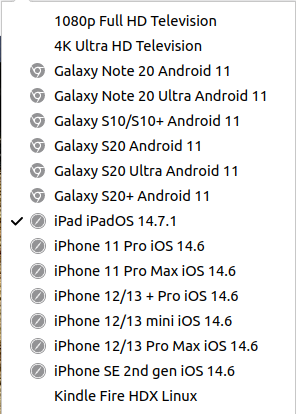 1080p Full HD Television
4K Ultra HD Television
Galaxy Note 20 Android 11
Galaxy Note 20 Ultra Android 11
Galaxy S10/S10+ Android 11
Galaxy S20 Android 11
Galaxy S20 Ultra Android 11
Galaxy S20+ Android 11
iPad iPadOS 14.7.1
iPhone 11 Pro iOS 14.6
iPhone 11 Pro Max iOS 14.6
iPhone 12/13 + Pro iOS 14.6
iPhone 12/13 mini iOS 14.6
iPhone 12/13 Pro Max iOS 14.6
iPhone SE 2nd gen iOS 14.6
Kindle Fire HDX Linux